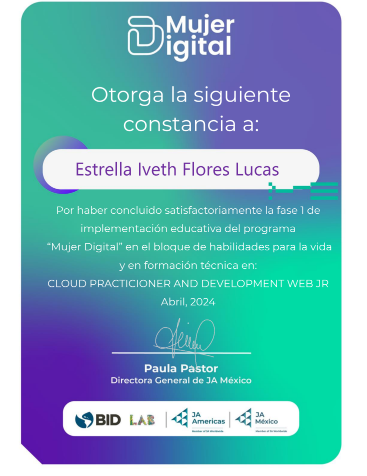 Mujer
Digital
Otorga la siguiente
constancia a:
Estrella Iveth Flores Lucas
Por haber concluido satisfactoriamente la fase 1 de
implementación educativa del programa
“Mujer Digital” en el bloque de habilidades para la vida
y en formación técnica en:
CLOUD PRACTICIONER AND DEVELOPMENT WEB JR
Abril, 2024
Paula Pastor
Directora General de JA México
BID LAB JA Americas JA México